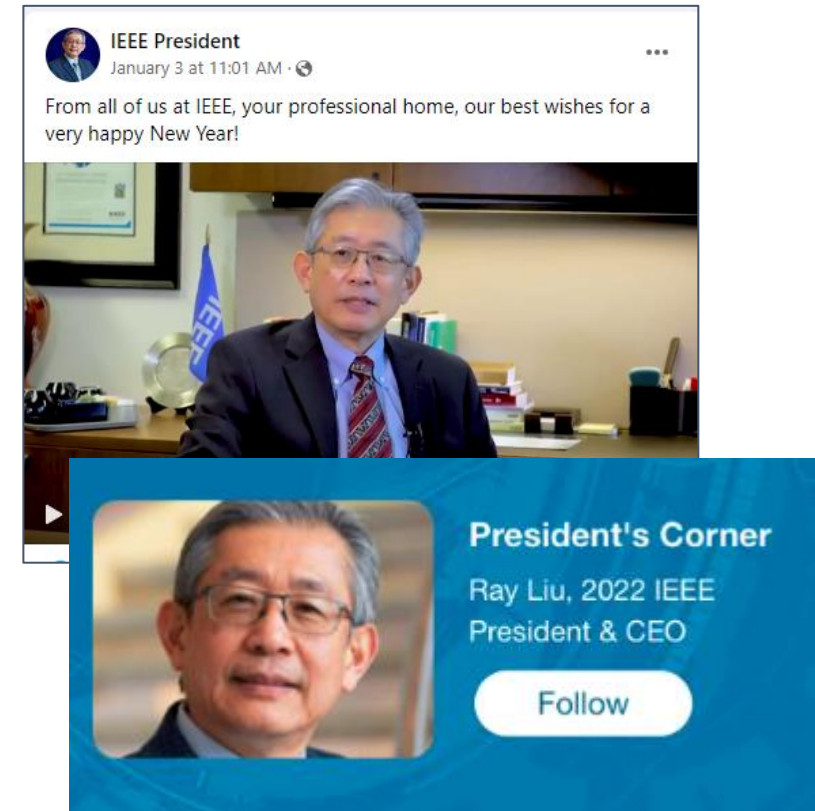 IEEE President
January 3 at 11:01 AM ·
From all of us at IEEE, your professional home, our best wishes for a
very happy New Year!
IEEE
President's Corner
Ray Liu, 2022 IEEE
President & CEO
Follow